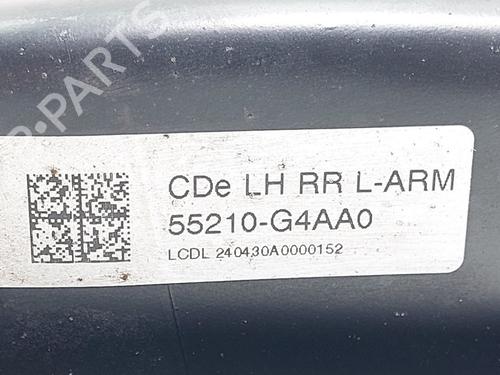 B-PARTS
CDe LH RR L-ARM
55210-G4AA0
LCDL 240430A0000152